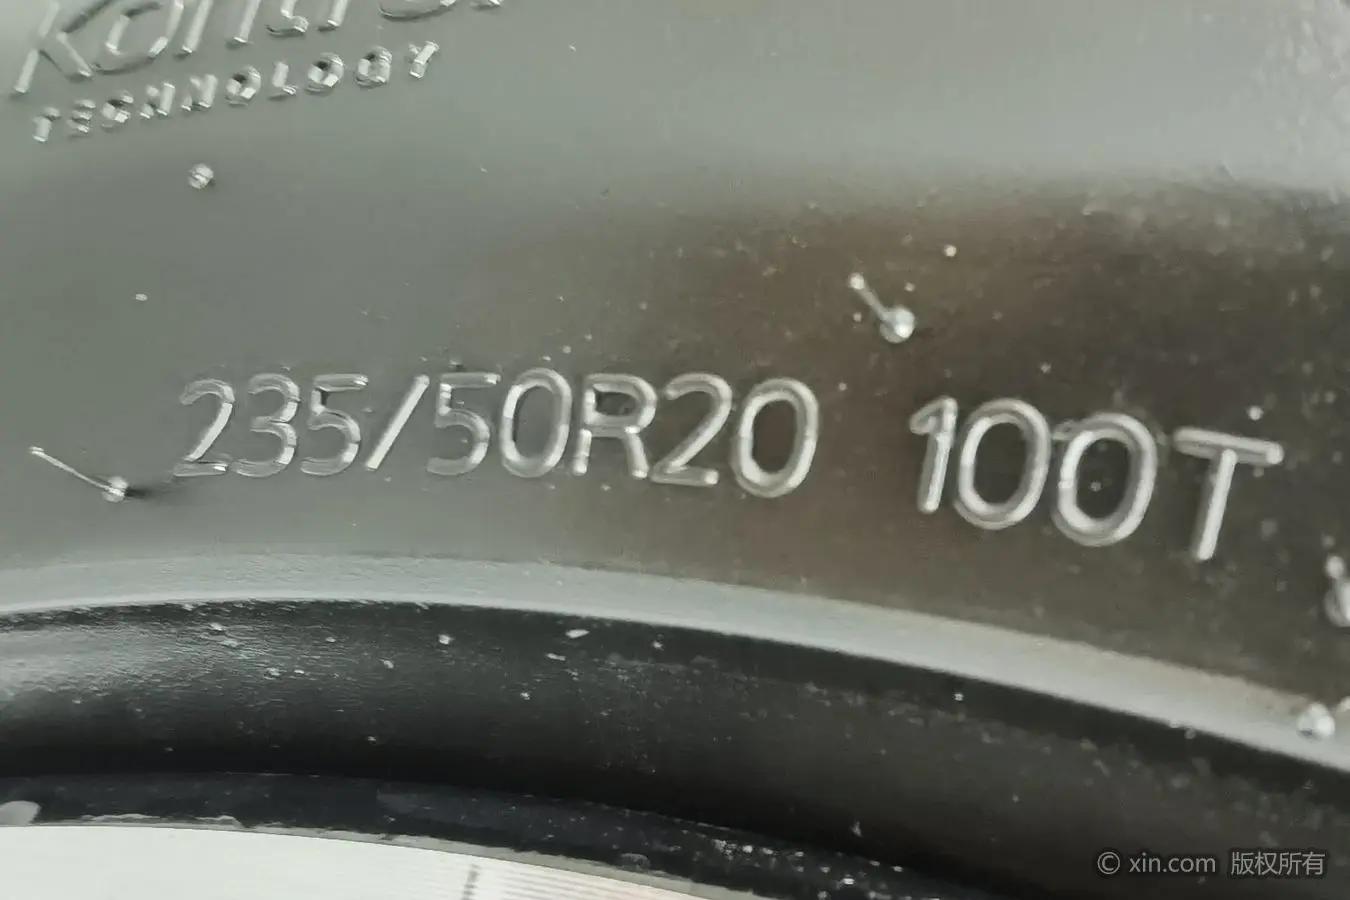 TECHNOLOGY
235/50R20 100T
© xin.com 版权所有